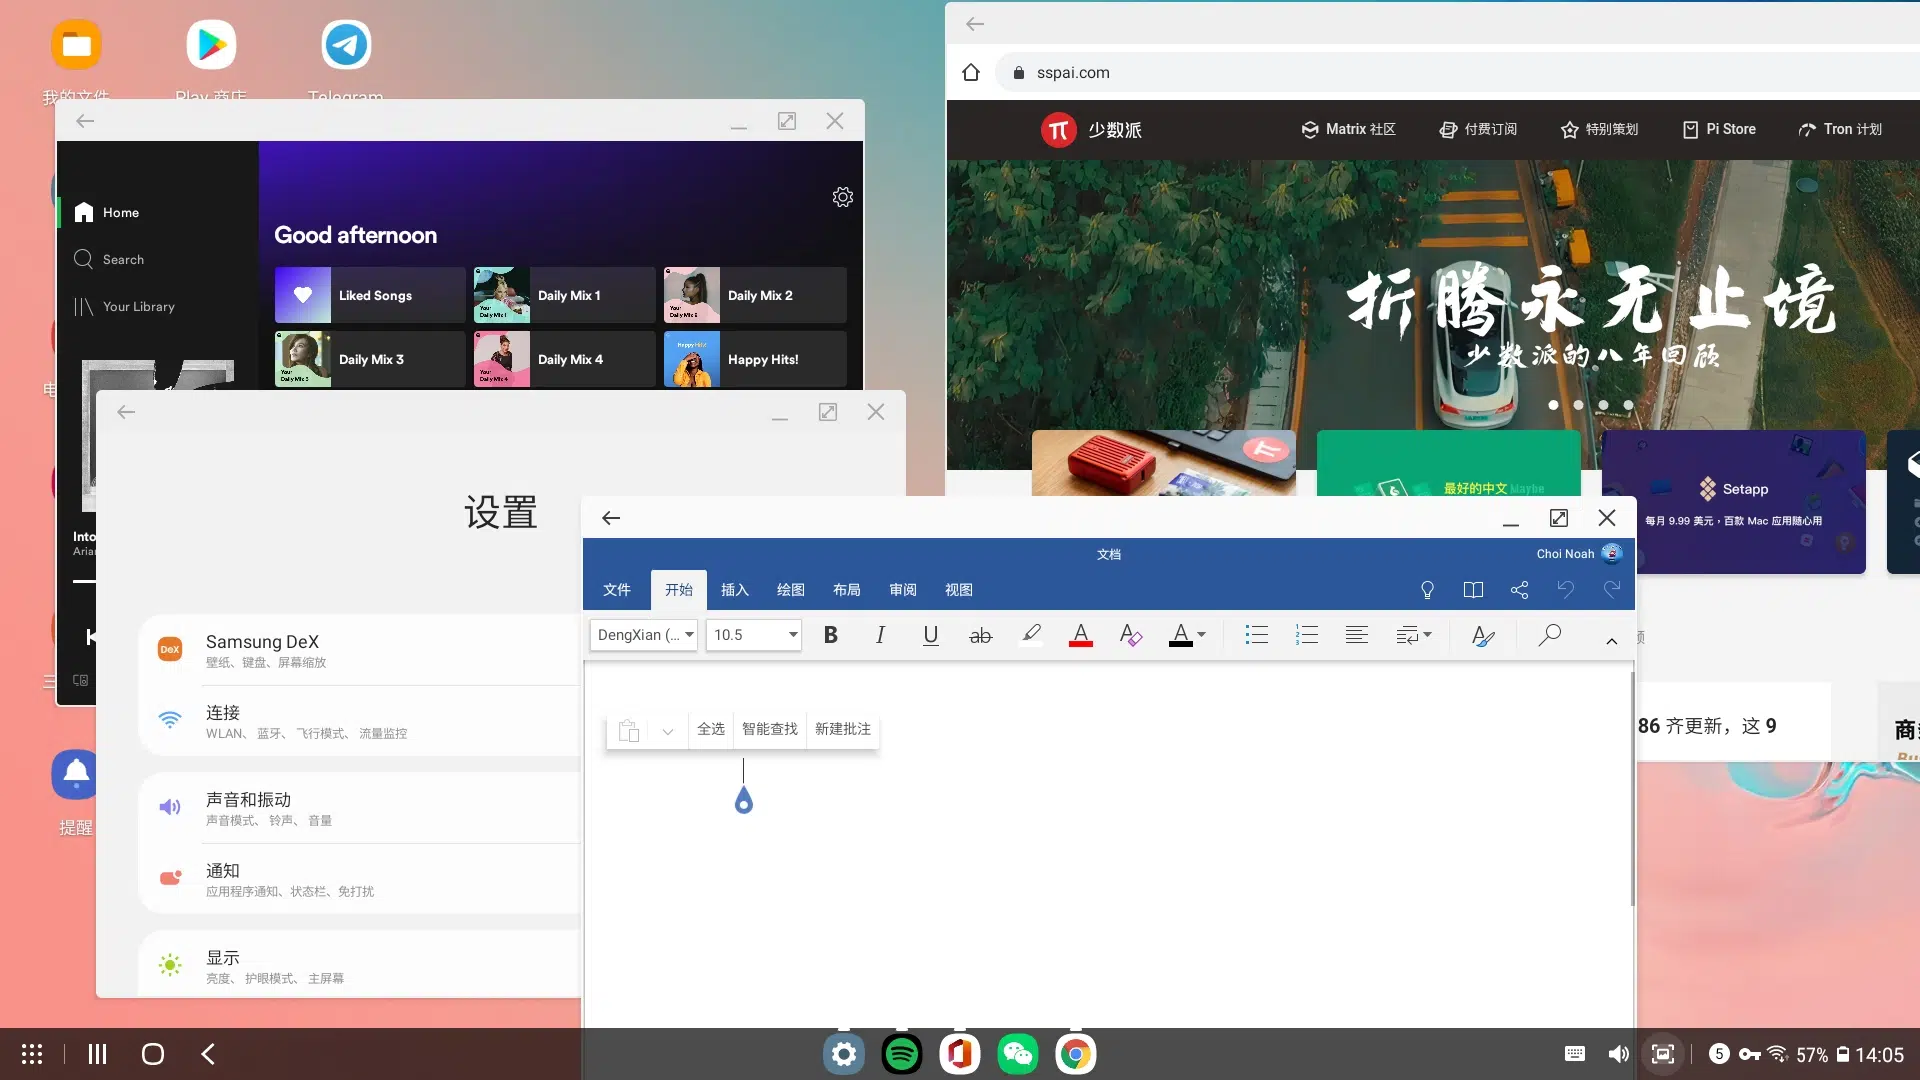 我的文件
Play 商店
Telegram
Home
Search
Your Library
Good afternoon
Liked Songs
Daily Mix 1
Daily Mix 2
Daily Mix 3
Daily Mix 4
Happy Hits!
Into
Arian
电
三
提醒
设置
Samsung DeX
壁纸、键盘、屏幕缩放
连接
WLAN、 蓝牙、 飞行模式、 流量监控
声音和振动
声音模式、 铃声、 音量
通知
应用程序通知、状态栏、免打扰
显示
亮度、 护眼模式、 主屏幕
sspai.com
少数派
Matrix 社区
付费订阅
特别策划
Pi Store
Tron 计划
折腾永无止境
少数派的八年回顾
最好的中文 Maybe
Setapp
每月 9.99 美元，百款 Mac 应用随心用
86 齐更新，这 9
商
文档
Choi Noah
文件
开始
插入
绘图
布局
审阅
视图
DengXian (...
10.5
B
I
U
ab
全选
智能查找
新建批注
5
57%
14:05